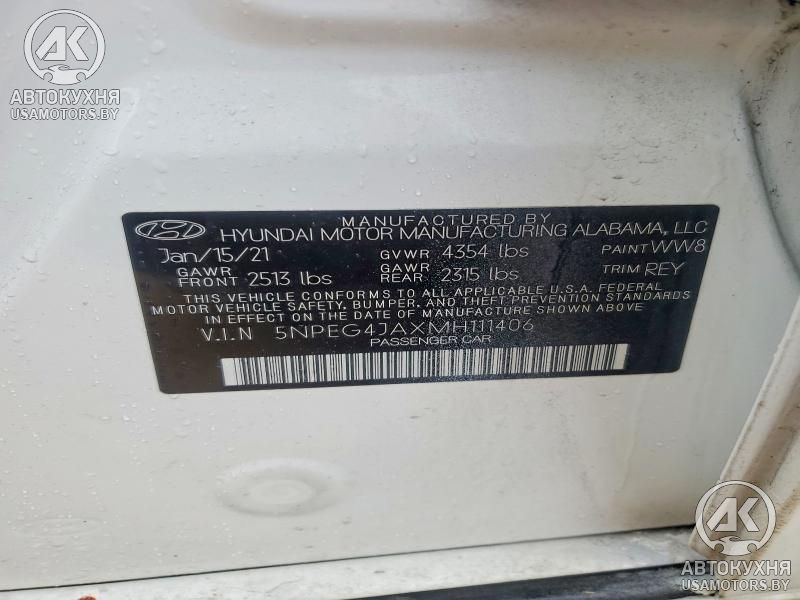 AK
АВТОКУХНЯ
USAMOTORS.BY
MANUFACTURED BY
HYUNDAI MOTOR MANUFACTURING ALABAMA, LLC
Jan/15/21 GVWR 4354 lbs PAINT WW8
GAWR FRONT 2513 lbs GAWR REAR 2315 lbs TRIM REY
THIS VEHICLE CONFORMS TO ALL APPLICABLE U.S.A. FEDERAL
MOTOR VEHICLE SAFETY, BUMPER, AND THEFT PREVENTION
STANDARDS IN EFFECT ON THE DATE OF MANUFACTURE SHOWN ABOVE
V.I.N 5NPEG4JAXMH111406
PASSENGER CAR
AK
АВТОКУХНЯ
USAMOTORS.BY